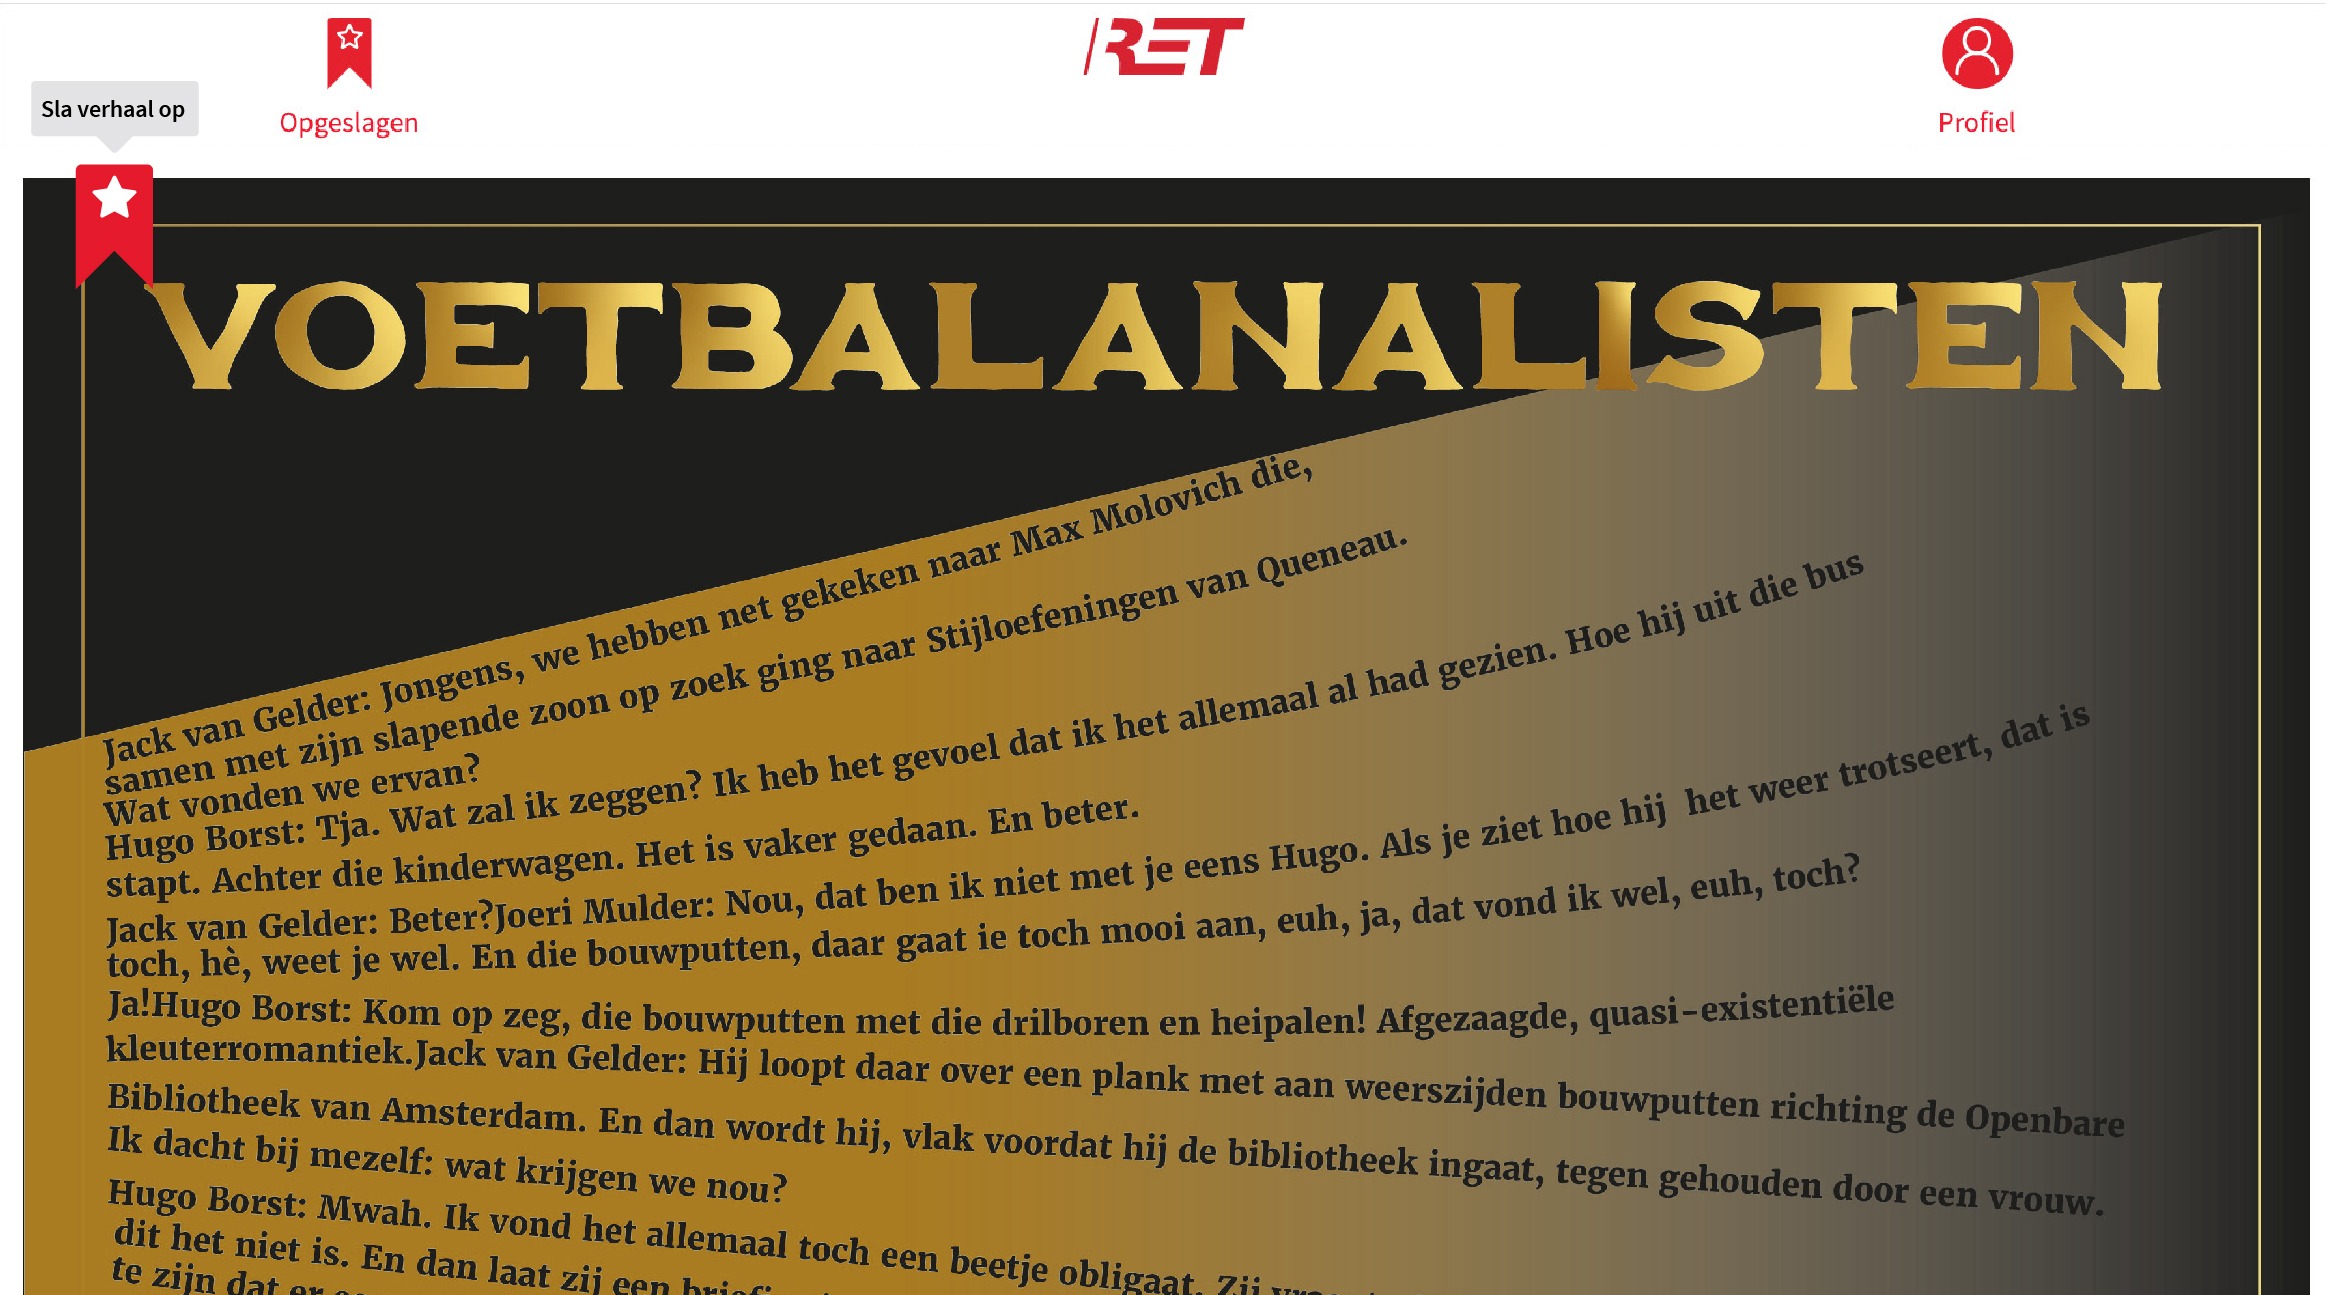 RET
Opgeslagen
Profiel
Sla verhaal op
VOETBALANALISTEN
Jack van Gelder: Jongens, we hebben net gekeken naar Max Molovich die,
samen met zijn slapende zoon op zoek ging naar Stijloefeningen van Queneau.
Wat vonden we ervan?
Hugo Borst: Tja. Wat zal ik zeggen? Ik heb het gevoel dat ik het allemaal al had gezien. Hoe hij uit die bus
stapt. Achter die kinderwagen. Het is vaker gedaan. En beter.
Jack van Gelder: Beter?Joeri Mulder: Nou, dat ben ik niet met je eens Hugo. Als je ziet hoe hij  het weer trotseert, dat is
toch, hè, weet je wel. En die bouwputten, daar gaat ie toch mooi aan, euh, ja, dat vond ik wel, euh, toch?
Ja!Hugo Borst: Kom op zeg, die bouwputten met die drilboren en heipalen! Afgezaagde, quasi-existentiële
kleuterromantiek.Jack van Gelder: Hij loopt daar over een plank met aan weerszijden bouwputten richting de Openbare
Bibliotheek van Amsterdam. En dan wordt hij, vlak voordat hij de bibliotheek ingaat, tegen gehouden door een vrouw.
Ik dacht bij mezelf: wat krijgen we nou?
Hugo Borst: Mwah. Ik vond het allemaal toch een beetje obligaat. Zij
dit het niet is. En dan laat zij een
te zijn dat er